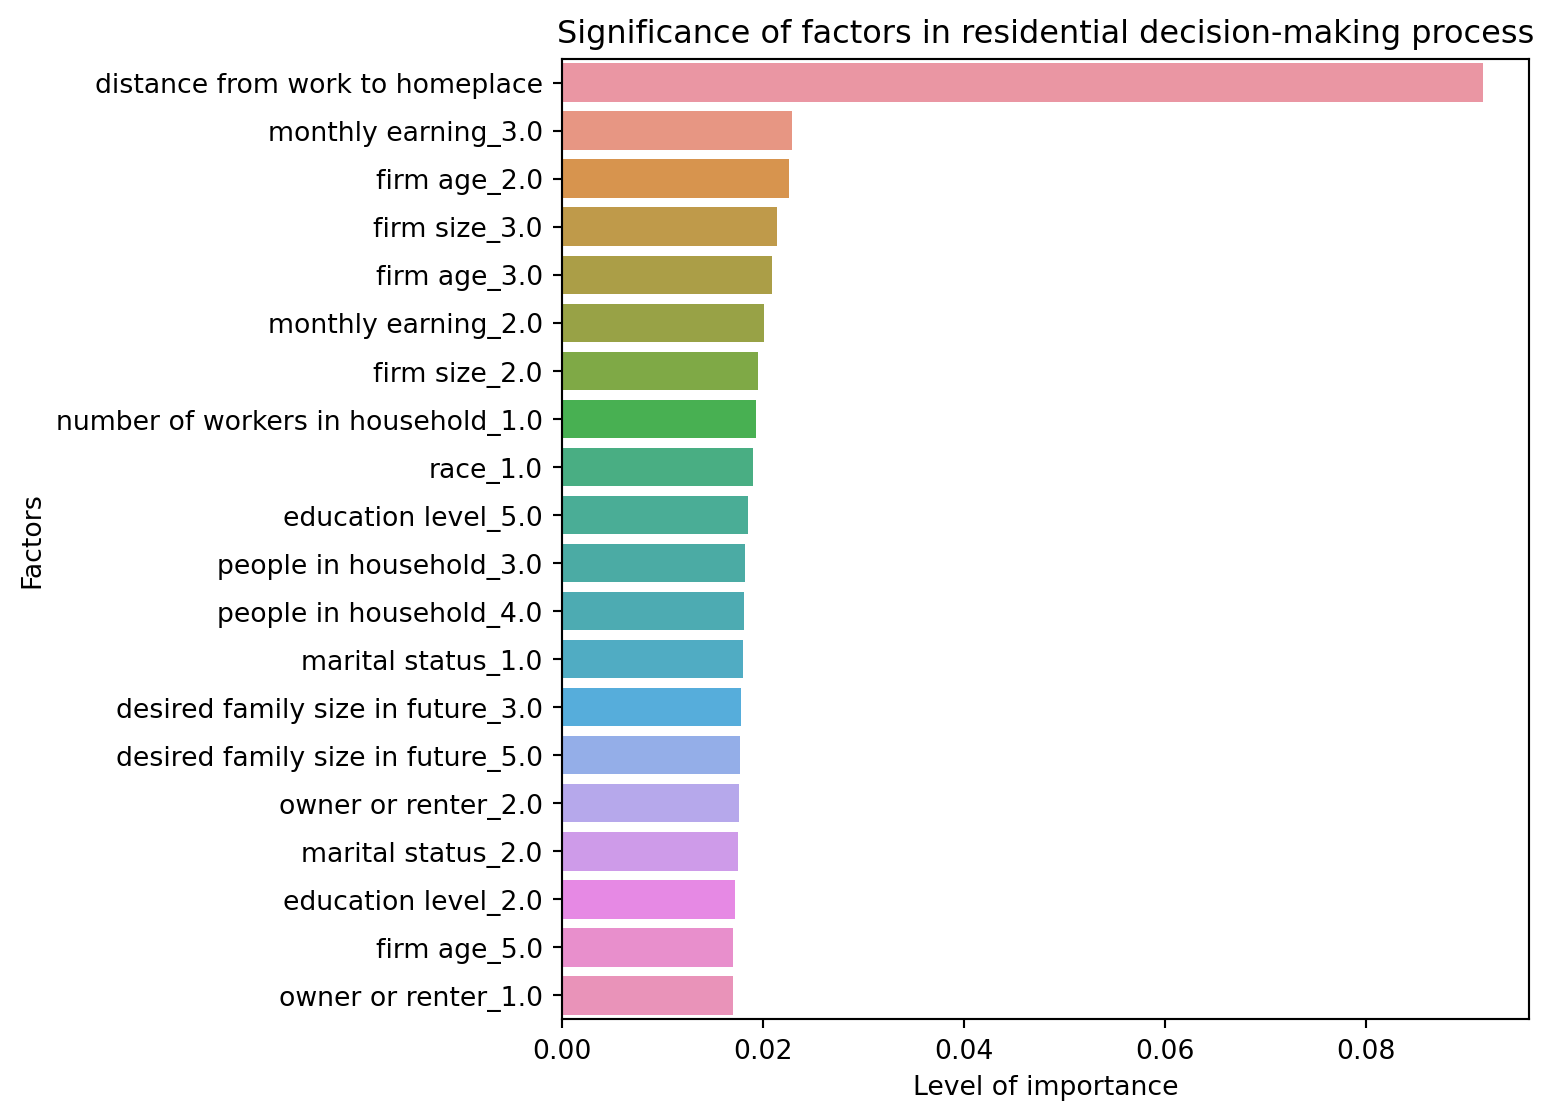 Significance of factors in residential decision-making process
distance from work to homeplace
monthly earning_3.0
firm age_2.0
firm size_3.0
firm age_3.0
monthly earning_2.0
firm size_2.0
number of workers in household_1.0
race_1.0
education level_5.0
people in household_3.0
people in household_4.0
marital status_1.0
desired family size in future_3.0
desired family size in future_5.0
owner or renter_2.0
marital status_2.0
education level_2.0
firm age_5.0
owner or renter_1.0
Factors
0.00 0.02 0.04 0.06 0.08
Level of importance